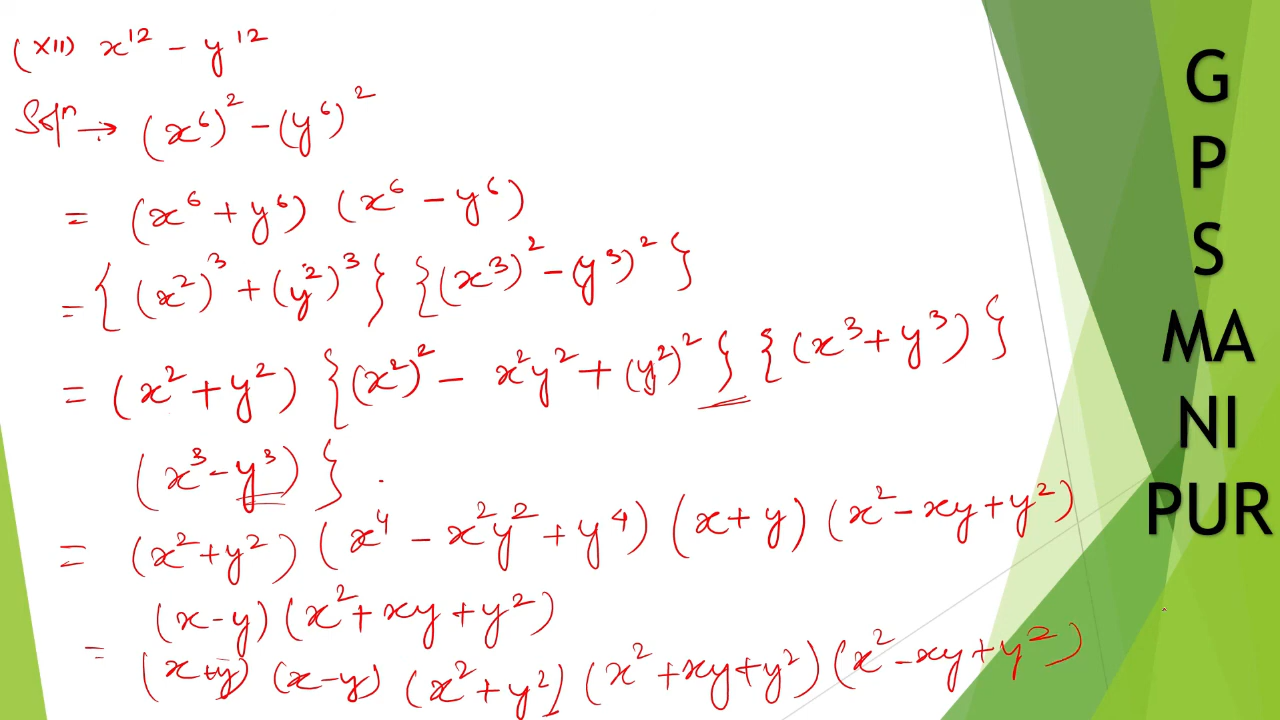 (XII) x¹² - y¹²
Solⁿ → (x⁶)² - (y⁶)²
= (x⁶ + y⁶) (x⁶ - y⁶)
= { (x²)³ + (y²)³ } { (x³)² - (y³)² }
= (x² + y²) { (x²)² - x²y² + (y²)² } { (x³ + y³) }
(x³ - y³) } .
= (x² + y²) (x⁴ - x²y² + y⁴) (x + y) (x² - xy + y²)
(x - y) (x² + xy + y²)
= (x+y) (x-y) (x² + y²) (x² + xy + y²) (x² - xy + y²)
G
P
S
MA
NI
PUR